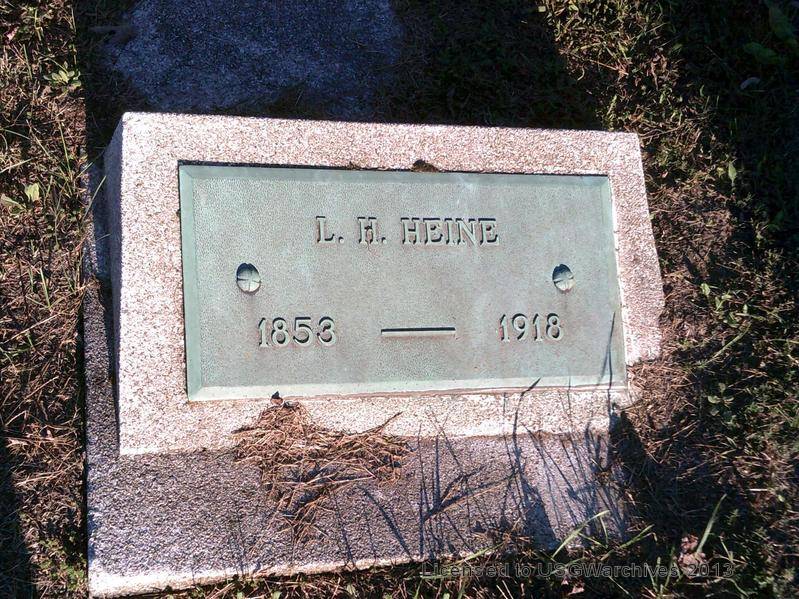 L. H. HEINE
1853 — 1918
Licensed to USGWarchives 2013